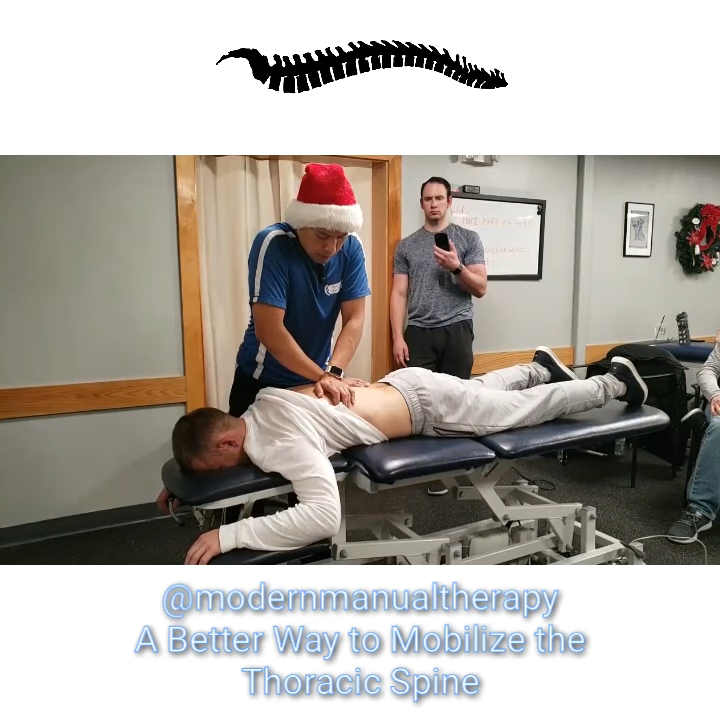 @modernmanualtherapy
A Better Way to Mobilize the
Thoracic Spine